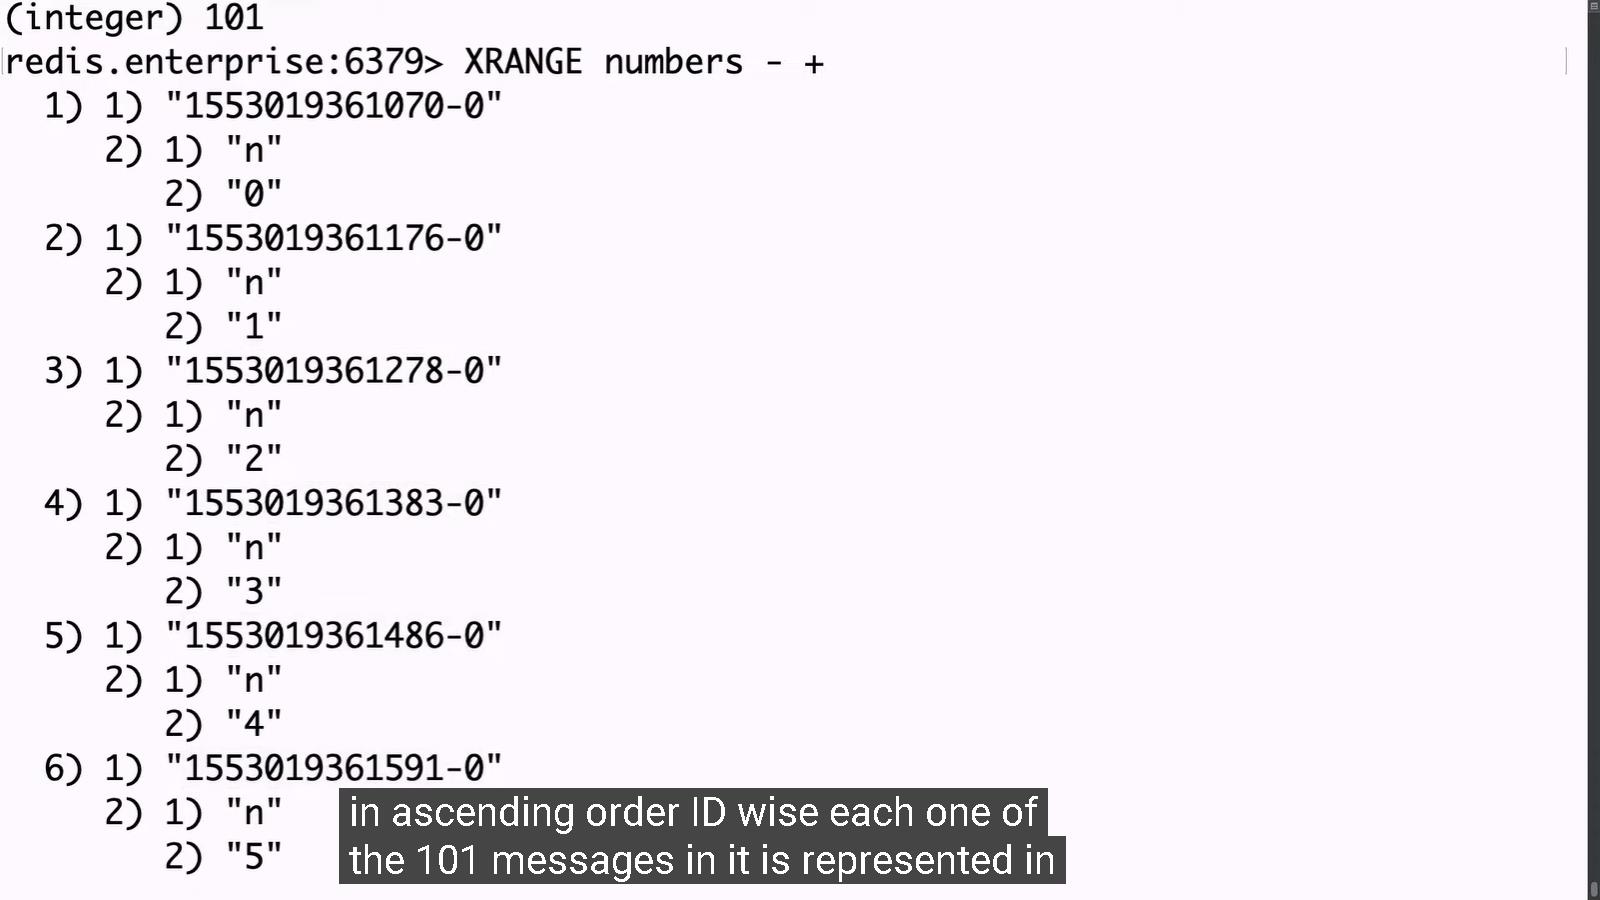 (integer) 101
redis.enterprise:6379> XRANGE numbers - +
1) 1) "1553019361070-0"
2) 1) "n"
2) "0"
2) 1) "1553019361176-0"
2) 1) "n"
2) "1"
3) 1) "1553019361278-0"
2) 1) "n"
2) "2"
4) 1) "1553019361383-0"
2) 1) "n"
2) "3"
5) 1) "1553019361486-0"
2) 1) "n"
2) "4"
6) 1) "1553019361591-0"
2) 1) "n"
2) "5"
in ascending order ID wise each one of
the 101 messages in it is represented in